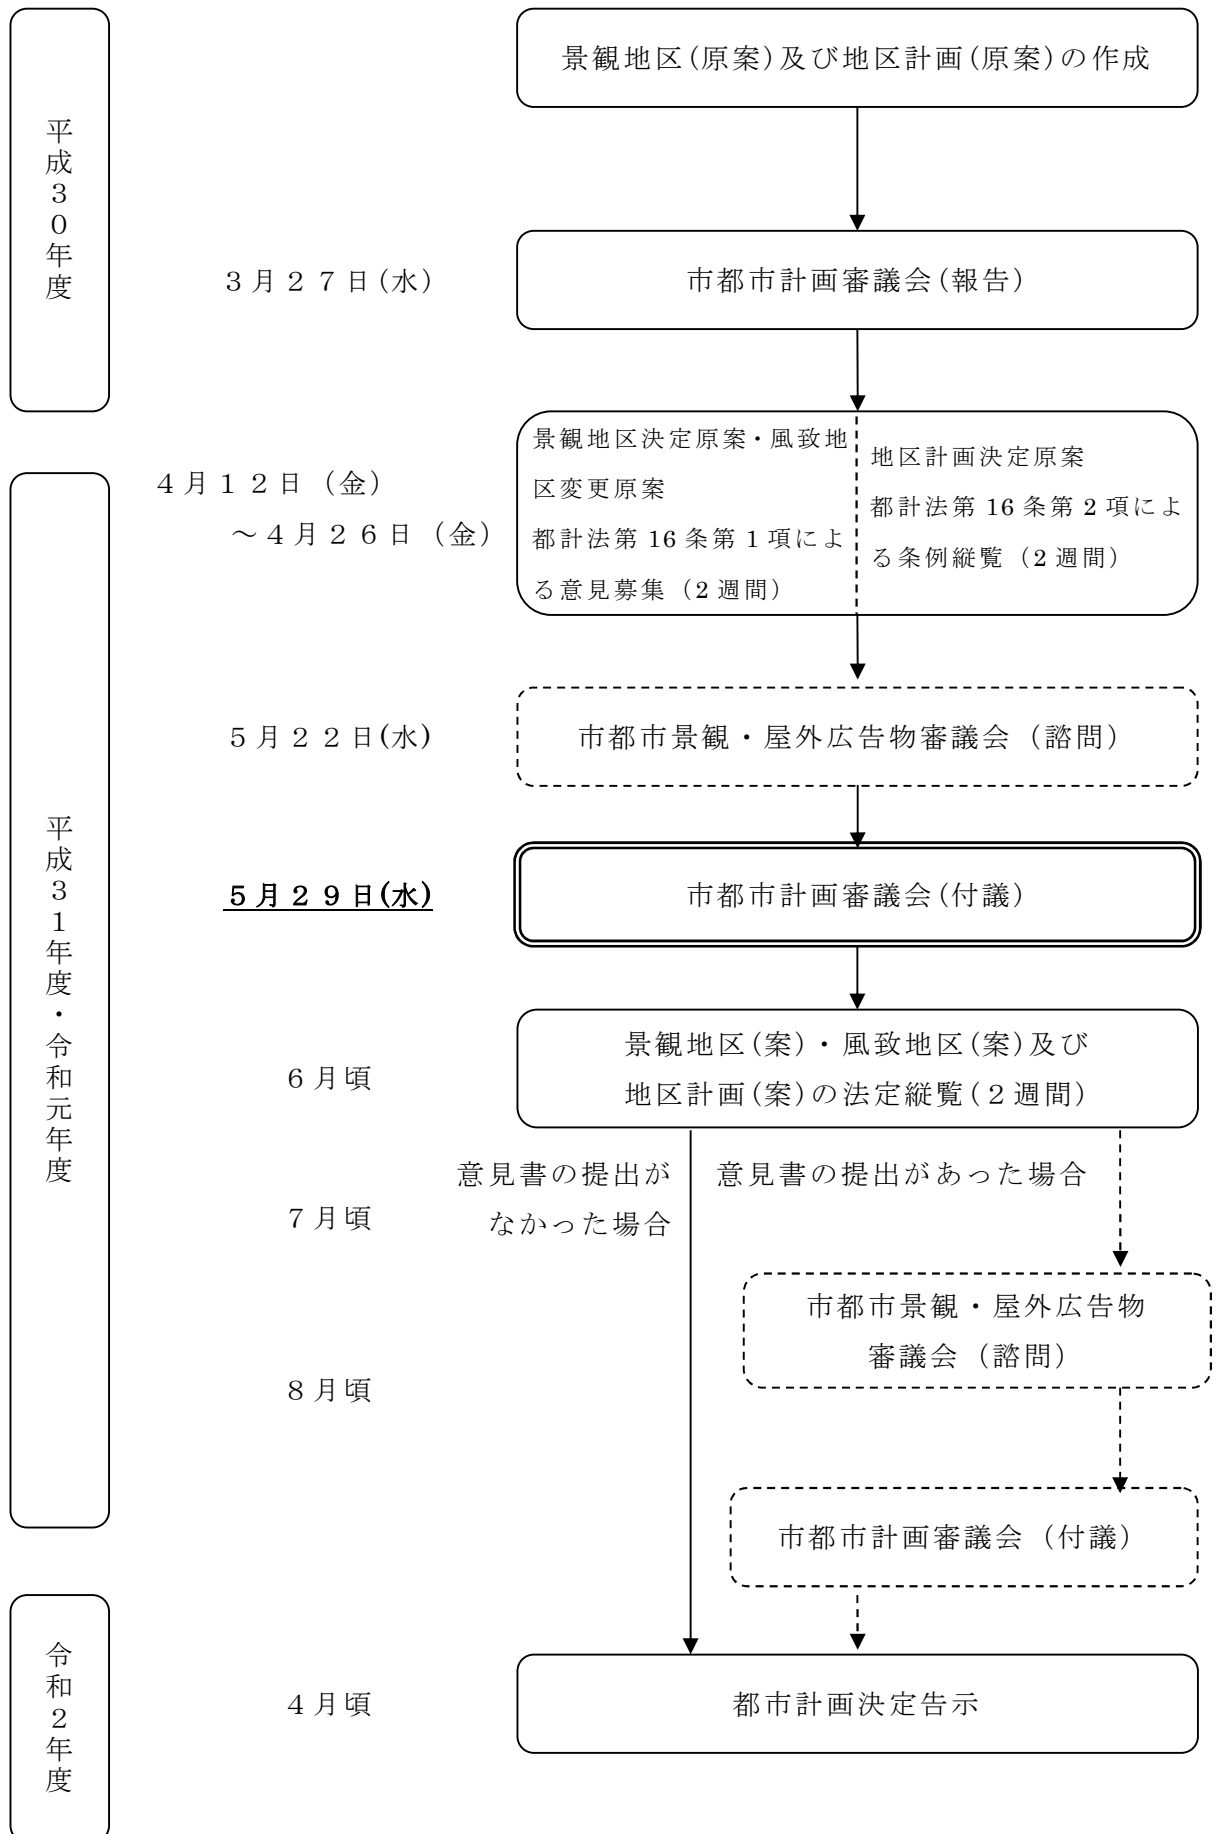 平成３０年度
景観地区(原案)及び地区計画(原案)の作成
３月２７日(水)
市都市計画審議会(報告)
平成３１年度・令和元年度
４月１２日（金）
～４月２６日（金）
景観地区決定原案・風致地
区変更原案
都計法第 16 条第 1 項によ
る意見募集（2 週間）
地区計画決定原案
都計法第 16 条第 2 項によ
る条例縦覧（2 週間）
５月２２日(水)
市都市景観・屋外広告物審議会（諮問）
５月２９日(水)
市都市計画審議会(付議)
６月頃
景観地区(案)・風致地区(案)及び
地区計画(案)の法定縦覧(２週間)
意見書の提出が
なかった場合
意見書の提出があった場合
７月頃
市都市景観・屋外広告物
審議会（諮問）
８月頃
市都市計画審議会（付議）
令和２年度
４月頃
都市計画決定告示